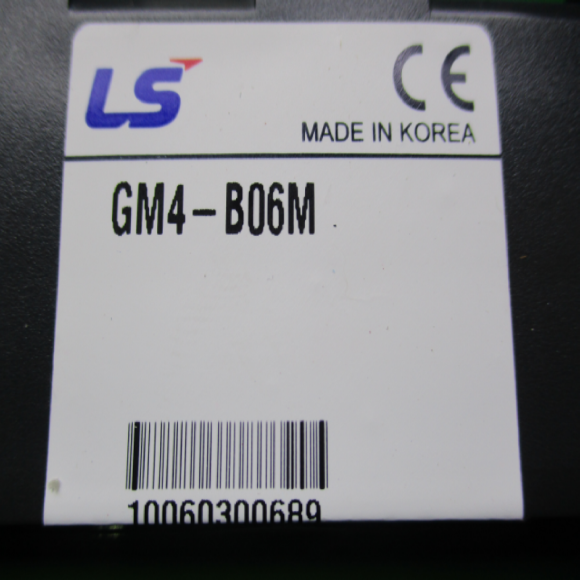 LS
CE
MADE IN KOREA
GM4-B06M
10060300689